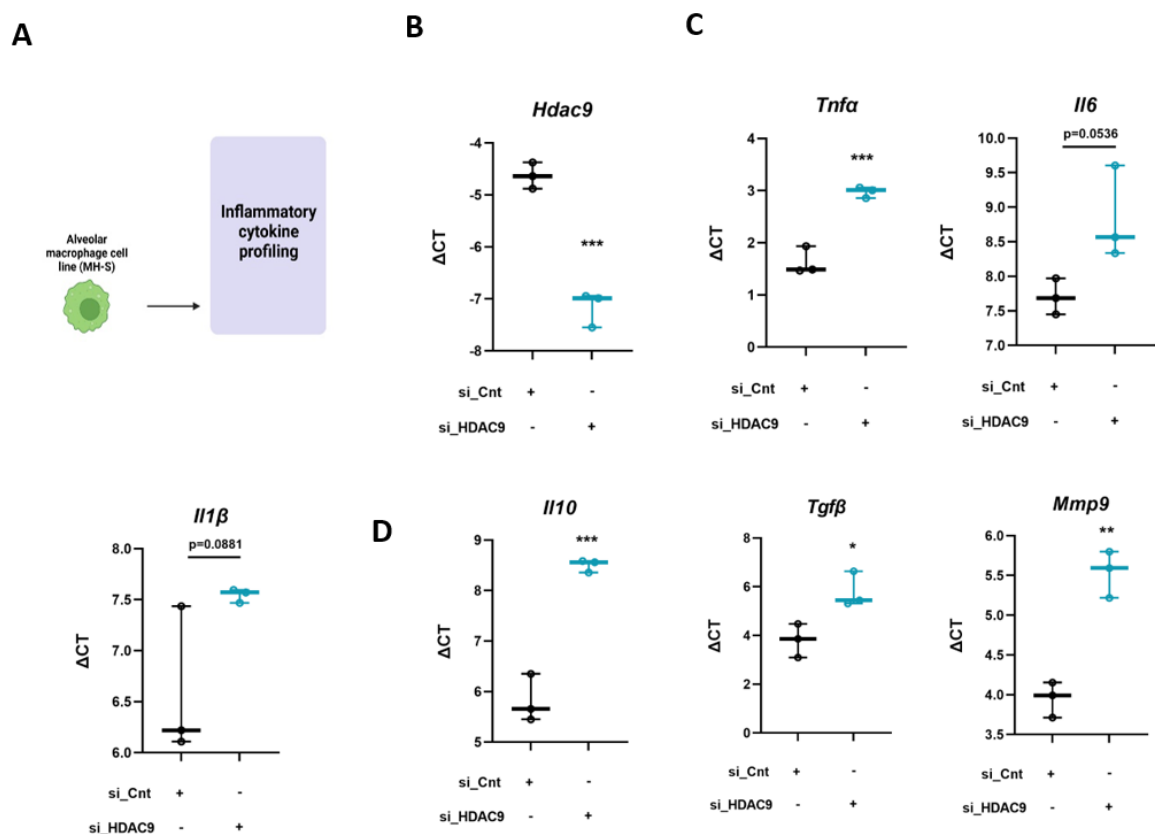 A
B
C
Alveolar
macrophage cell
line (MH-S)
Inflammatory
cytokine
profiling
Hdac9
ΔCT
-4
-5
-6
-7
-8
***
si_Cnt + -
si_HDAC9 - +
Tnfα
ΔCT
4
3
2
1
0
***
si_Cnt + -
si_HDAC9 - +
Il6
p=0.0536
ΔCT
10.0
9.5
9.0
8.5
8.0
7.5
7.0
si_Cnt + -
si_HDAC9 - +
Il1β
p=0.0881
ΔCT
8.0
7.5
7.0
6.5
6.0
si_Cnt + -
si_HDAC9 - +
D
Il10
ΔCT
9
8
7
6
5
***
si_Cnt + -
si_HDAC9 - +
Tgfβ
ΔCT
8
6
4
2
0
*
si_Cnt + -
si_HDAC9 - +
Mmp9
ΔCT
6.0
5.5
5.0
4.5
4.0
3.5
**
si_Cnt + -
si_HDAC9 - +